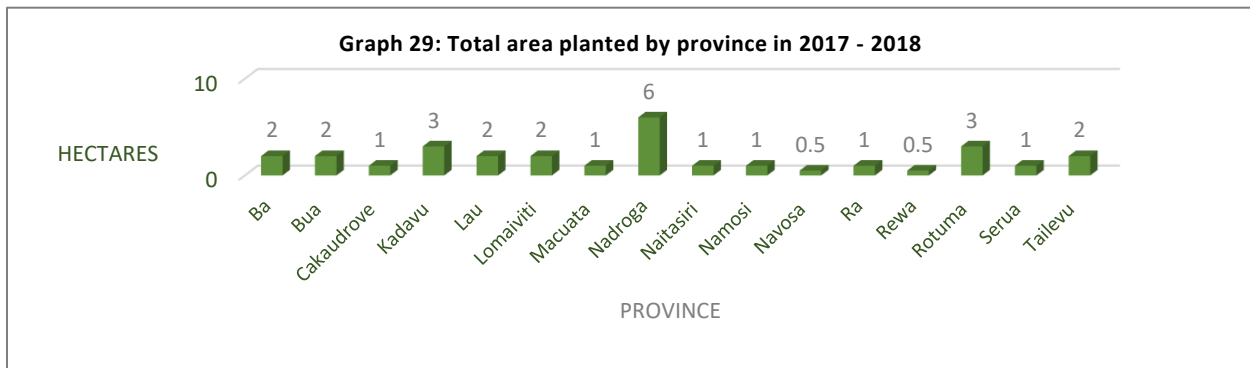 Graph 29: Total area planted by province in 2017 - 2018
10
0
HECTARES
2 2 1 3 2 2 1 6 1 1 0.5 1 0.5 3 1 2
Ba Bua Cakaudrove Kadavu Lau Lomaiviti Macuata Nadroga Naitasiri Namosi Navosa Ra Rewa Rotuma Serua Tailevu
PROVINCE